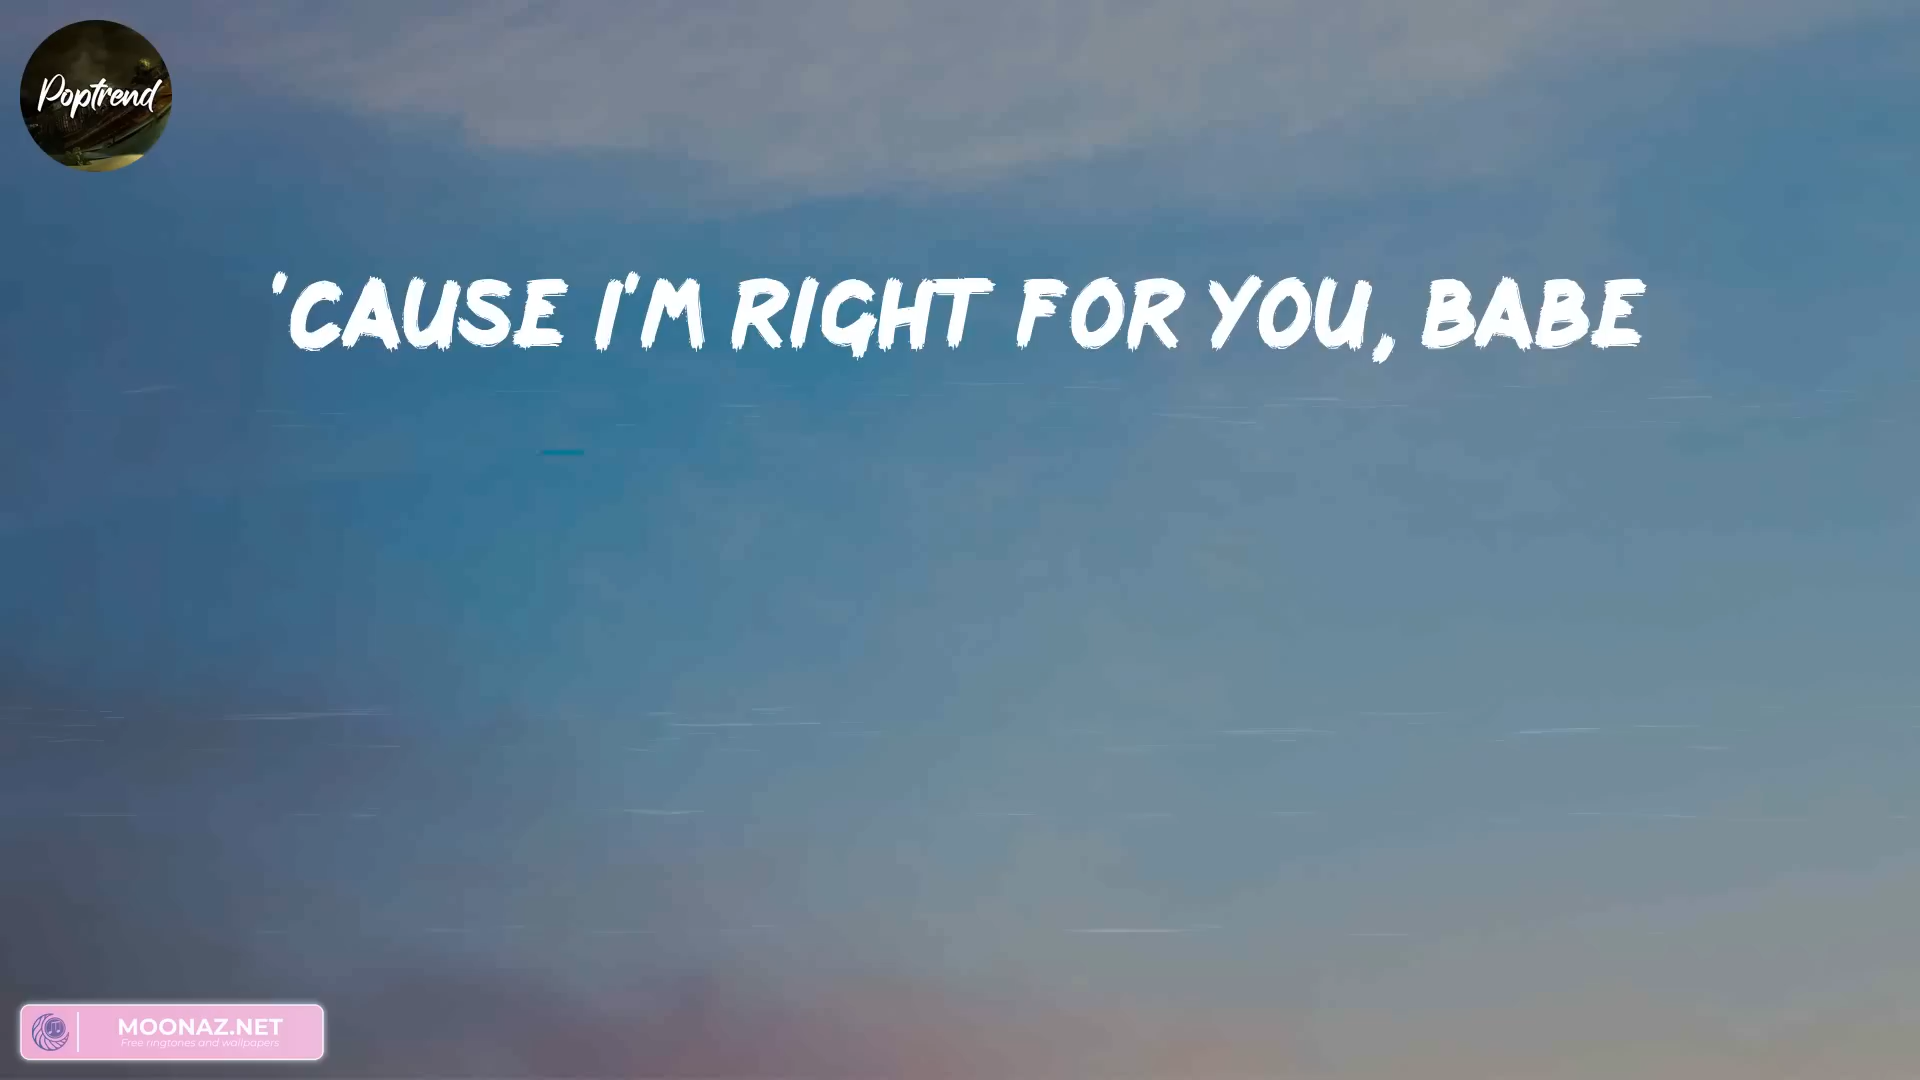 Poptrend
'CAUSE I'M RIGHT FOR YOU, BABE
MOONAZ.NET
Free ringtones and wallpapers